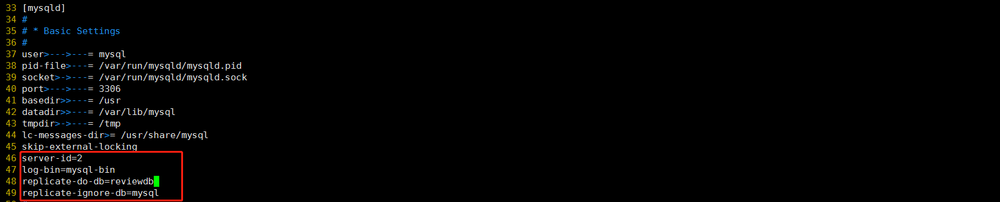 33 [mysqld]
34 #
35 # * Basic Settings
36 #
37 user>--->---= mysql
38 pid-file>---= /var/run/mysqld/mysqld.pid
39 socket>->---= /var/run/mysqld/mysqld.sock
40 port>--->---= 3306
41 basedir>>---= /usr
42 datadir>>---= /var/lib/mysql
43 tmpdir>->---= /tmp
44 lc-messages-dir>= /usr/share/mysql
45 skip-external-locking
46 server-id=2
47 log-bin=mysql-bin
48 replicate-do-db=reviewdb
49 replicate-ignore-db=mysql